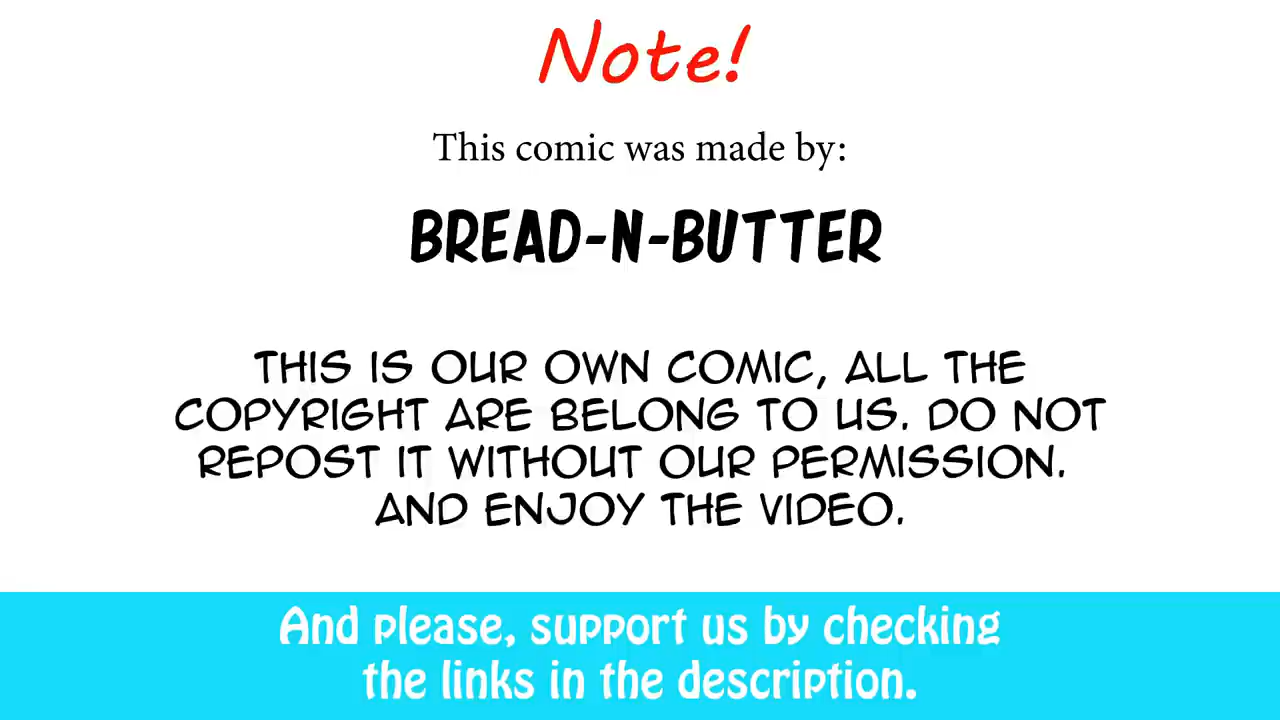 Note!
This comic was made by:
BREAD-N-BUTTER
THIS IS OUR OWN COMIC, ALL THE
COPYRIGHT ARE BELONG TO US. DO NOT
REPOST IT WITHOUT OUR PERMISSION.
AND ENJOY THE VIDEO.
And please, support us by checking
the links in the description.